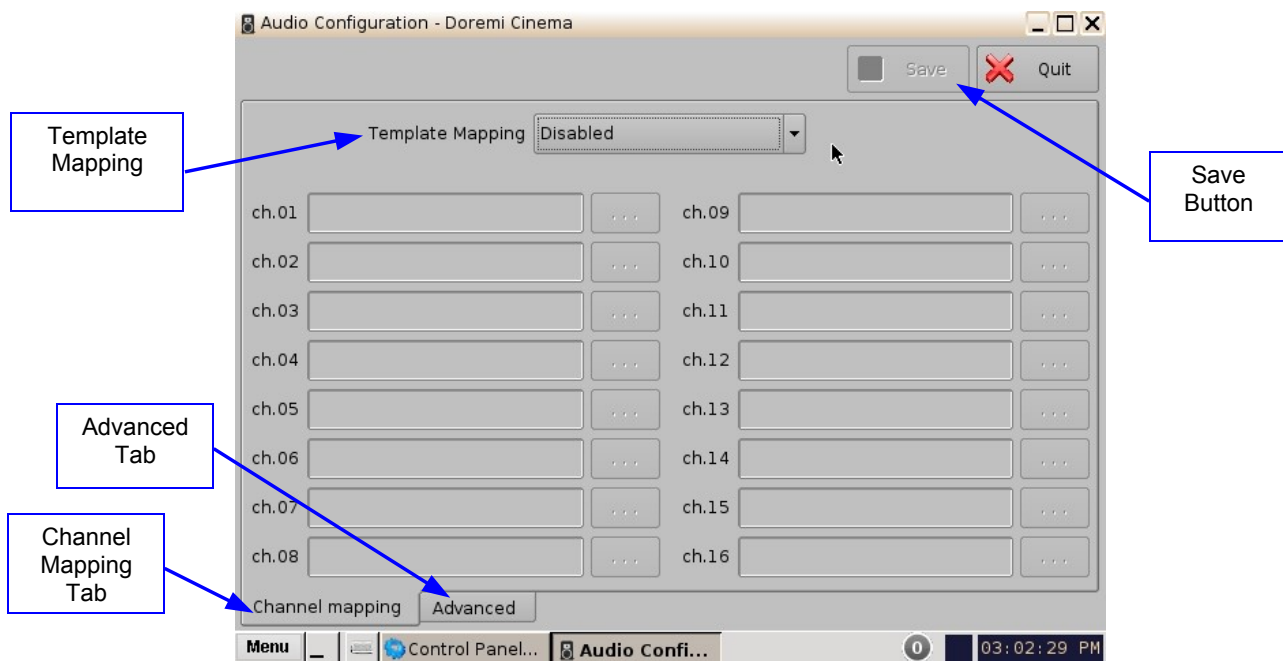 Audio Configuration - Doremi Cinema
Save
Quit
Template Mapping
Disabled
Template
Mapping
Save
Button
ch.01
...
ch.09
...
ch.02
...
ch.10
...
ch.03
...
ch.11
...
ch.04
...
ch.12
...
ch.05
...
ch.13
...
Advanced
Tab
ch.06
...
ch.14
...
ch.07
...
ch.15
...
Channel
Mapping
Tab
ch.08
...
ch.16
...
Channel mapping
Advanced
Menu
Control Panel...
Audio Confi...
0
03:02:29 PM